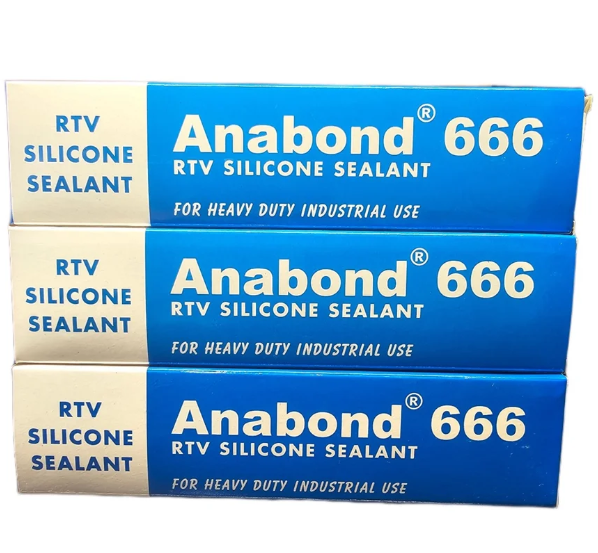 RTV
SILICONE
SEALANT
Anabond® 666
RTV SILICONE SEALANT
FOR HEAVY DUTY INDUSTRIAL USE
RTV
SILICONE
SEALANT
Anabond® 666
RTV SILICONE SEALANT
FOR HEAVY DUTY INDUSTRIAL USE
RTV
SILICONE
SEALANT
Anabond® 666
RTV SILICONE SEALANT
FOR HEAVY DUTY INDUSTRIAL USE